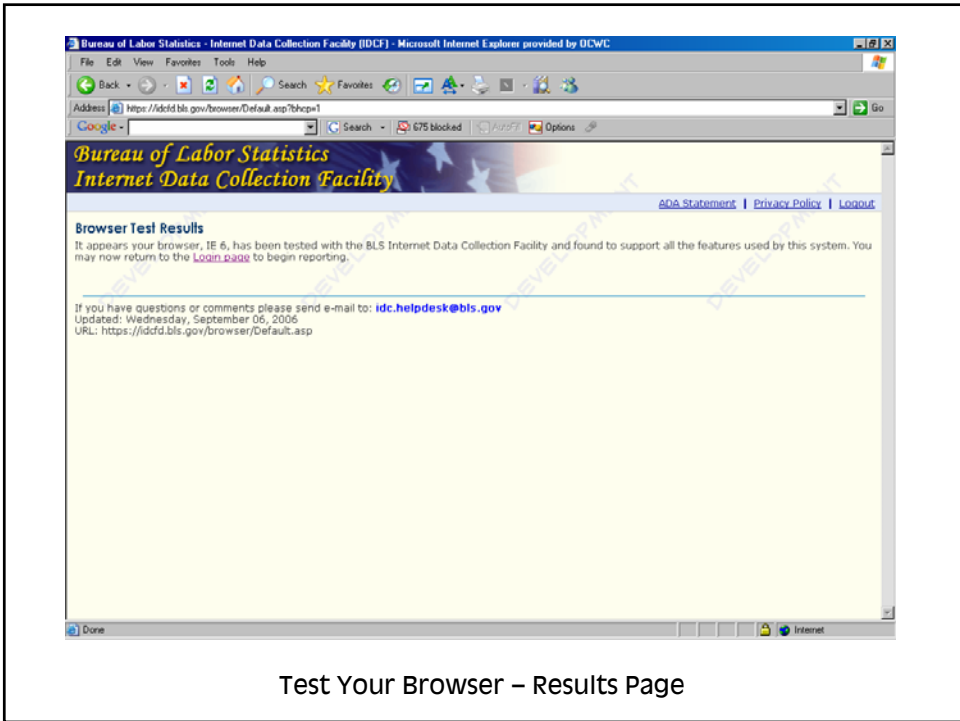 Bureau of Labor Statistics - Internet Data Collection Facility (IDCF) - Microsoft Internet Explorer provided by OCWC
File Edit View Favorites Tools Help
Back Search Favorites
Address https://idcfd.bls.gov/browser/Default.asp?bhcp=1 Go
Google - Search 675 blocked AutoFill Options
Bureau of Labor Statistics
Internet Data Collection Facility
ADA Statement | Privacy Policy | Logout
Browser Test Results
It appears your browser, IE 6, has been tested with the BLS Internet Data Collection Facility and found to support all the features used by this system. You
may now return to the Login page to begin reporting.
DEVELOPMENT DEVELOPMENT DEVELOPMENT
If you have questions or comments please send e-mail to: idc.helpdesk@bls.gov
Updated: Wednesday, September 06, 2006
URL: https://idcfd.bls.gov/browser/Default.asp
Done Internet
Test Your Browser – Results Page